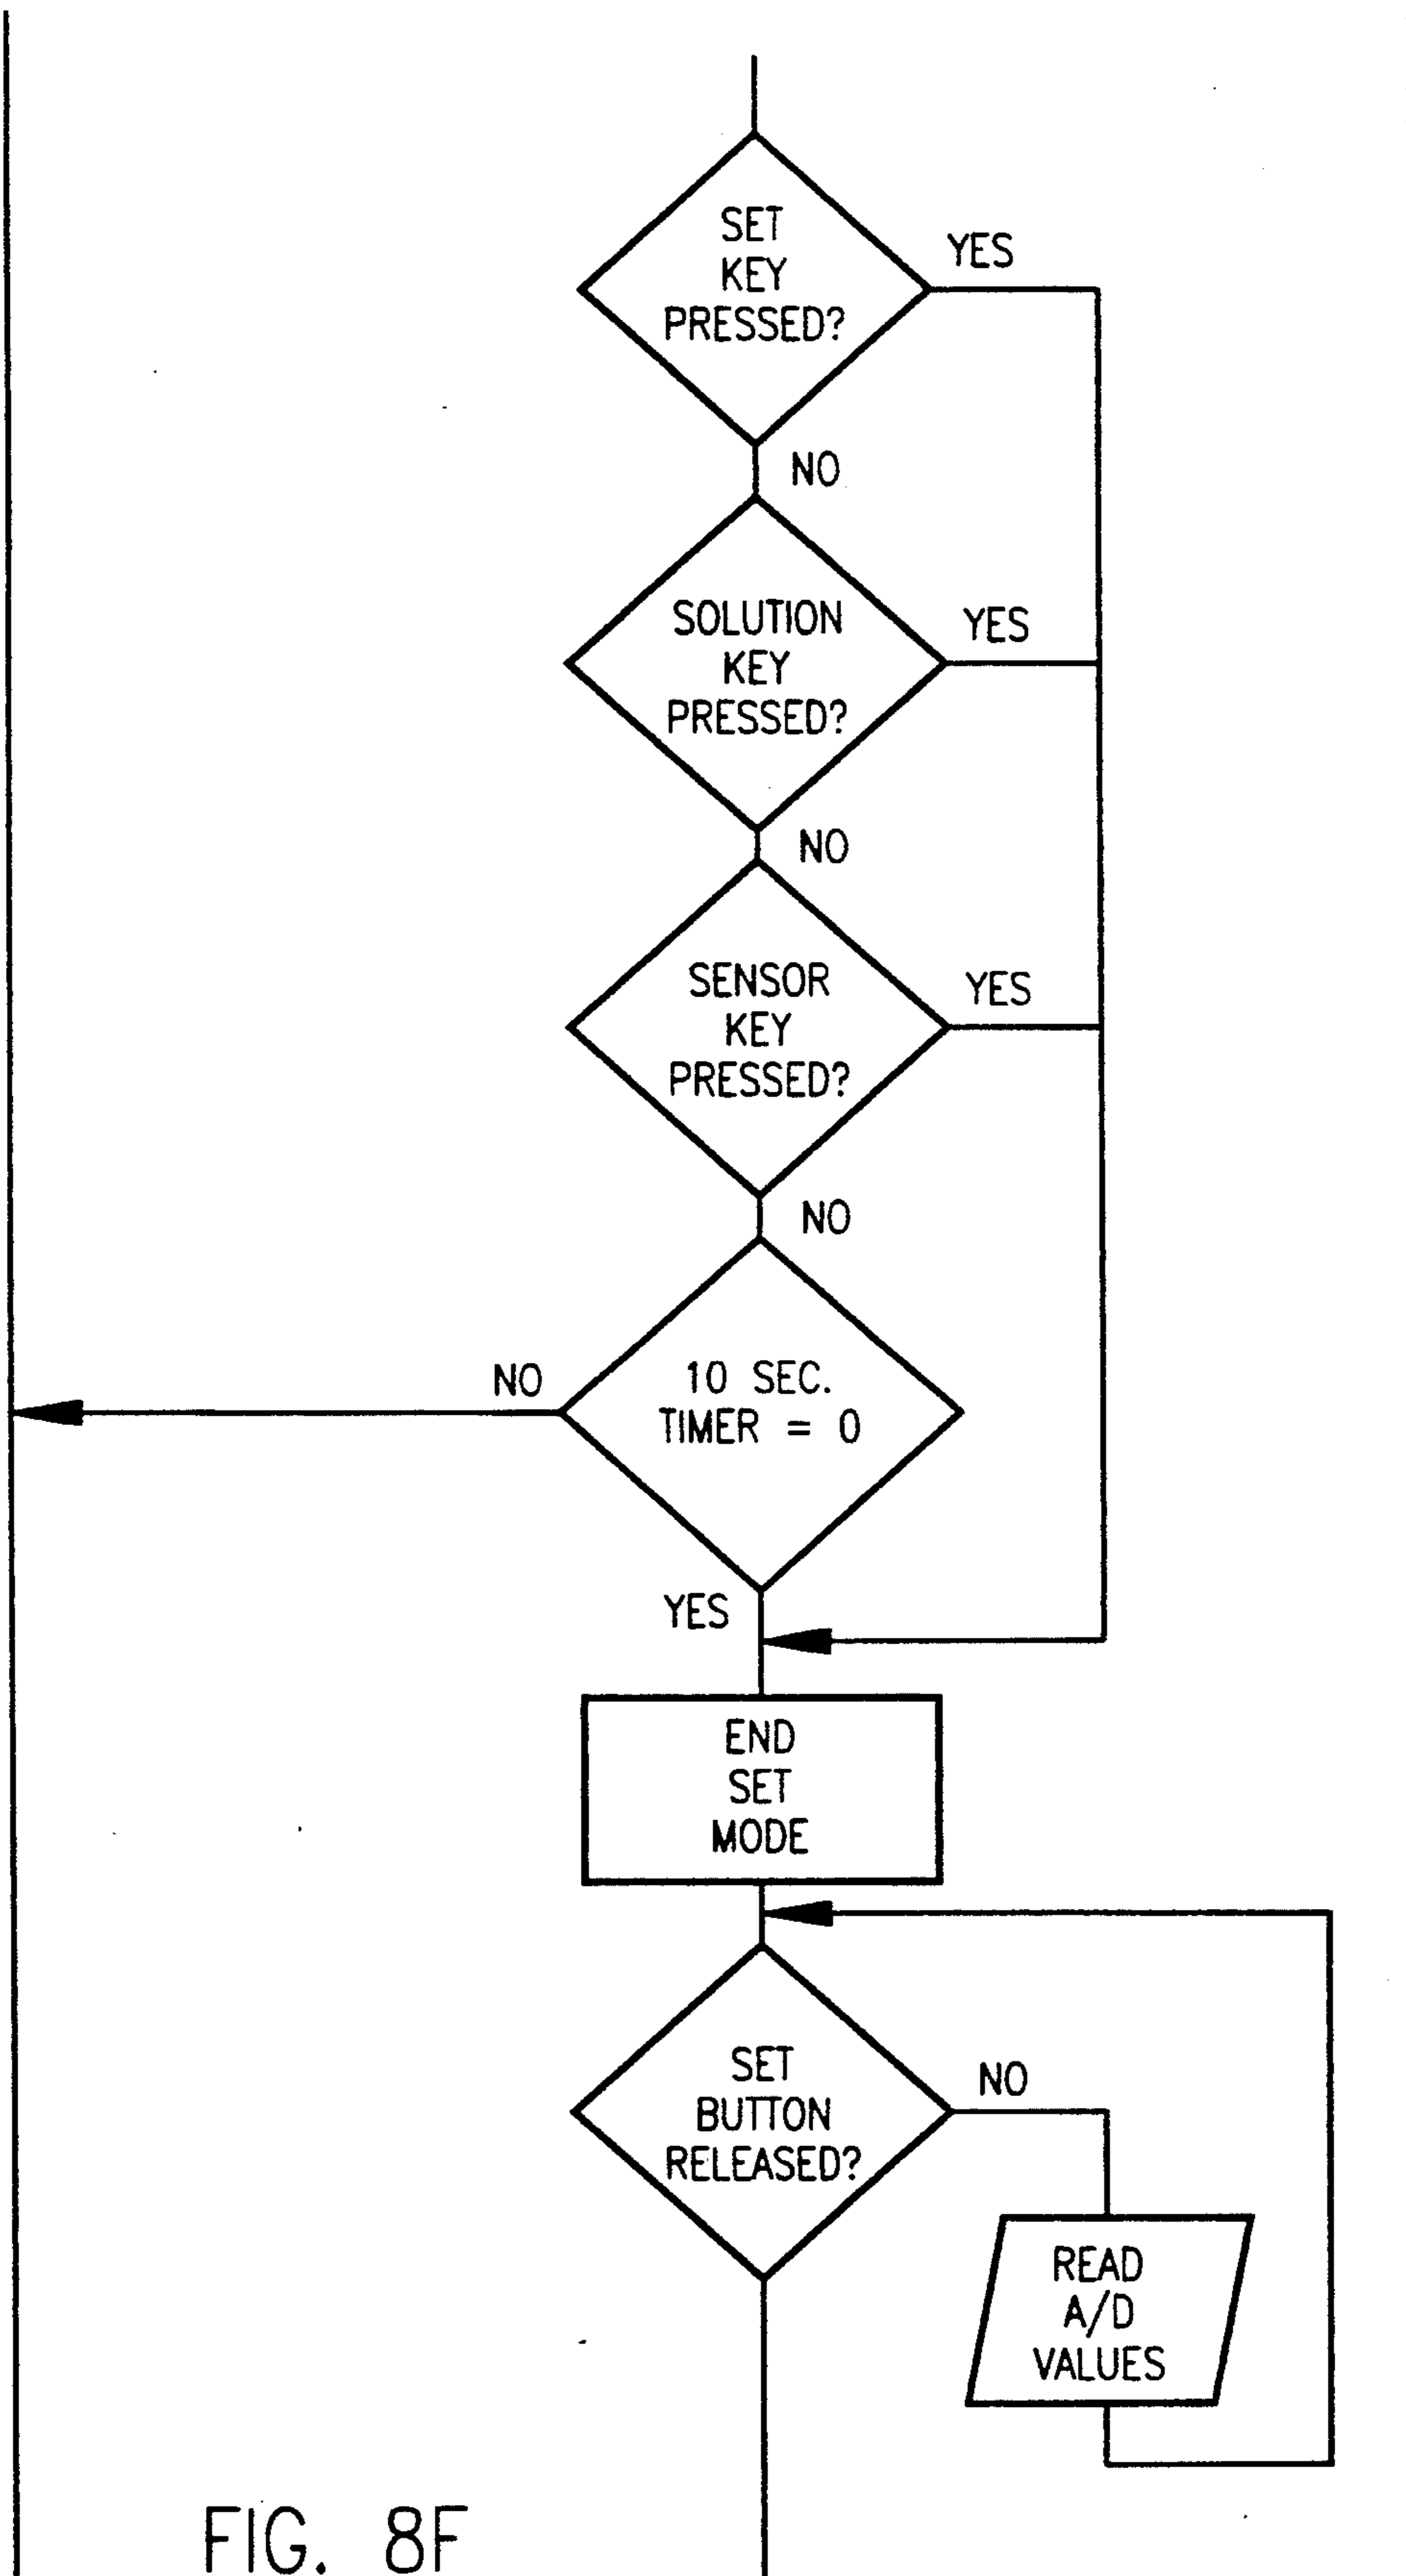 SET
KEY
PRESSED?
YES
NO
SOLUTION
KEY
PRESSED?
YES
NO
SENSOR
KEY
PRESSED?
YES
NO
10 SEC.
TIMER = 0
NO
YES
END
SET
MODE
SET
BUTTON
RELEASED?
NO
READ
A/D
VALUES
FIG. 8F